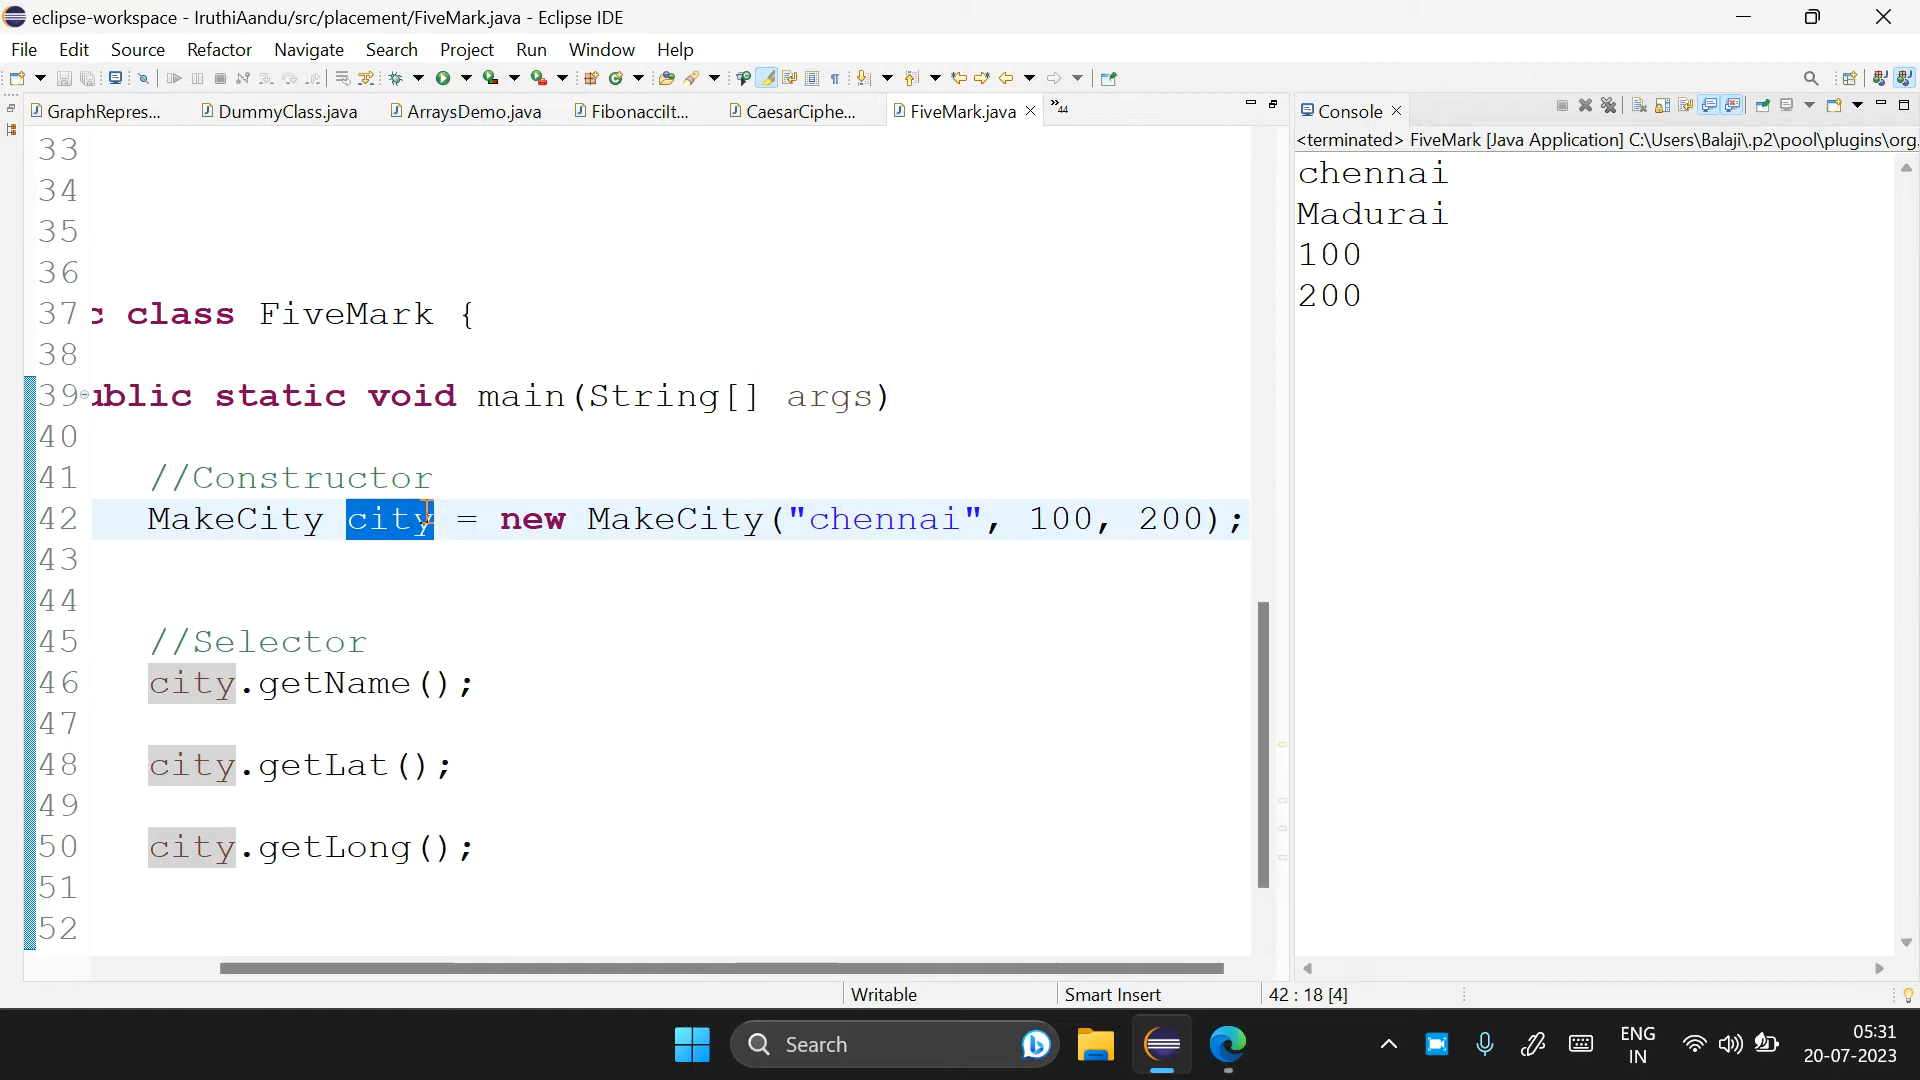 eclipse-workspace - IruthiAandu/src/placement/FiveMark.java - Eclipse IDE
File Edit Source Refactor Navigate Search Project Run Window Help
GraphRepres... DummyClass.java ArraysDemo.java FibonacciIt... CaesarCiphe... FiveMark.java »44
Console
<terminated> FiveMark [Java Application] C:\Users\Balaji\.p2\pool\plugins\org.
chennai
Madurai
100
200
33
34
35
36
37 c class FiveMark {
38
39 ublic static void main(String[] args)
40
41 //Constructor
42 MakeCity city = new MakeCity("chennai", 100, 200);
43
44
45 //Selector
46 city.getName();
47
48 city.getLat();
49
50 city.getLong();
51
52
Writable Smart Insert 42 : 18 [4]
Search
ENG
IN
05:31
20-07-2023